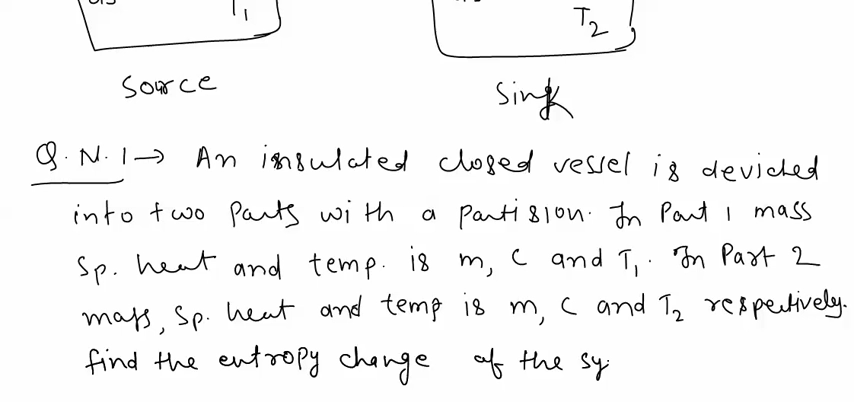 T1
T2
Source
Sink
Q.N.1→ An insulated closed vessel is devided
into two parts with a partision. In Part 1 mass
Sp. heat and temp. is m, C and T1. In Part 2
mass, Sp. heat and temp is m, C and T2 respectively.
find the entropy change of the sy